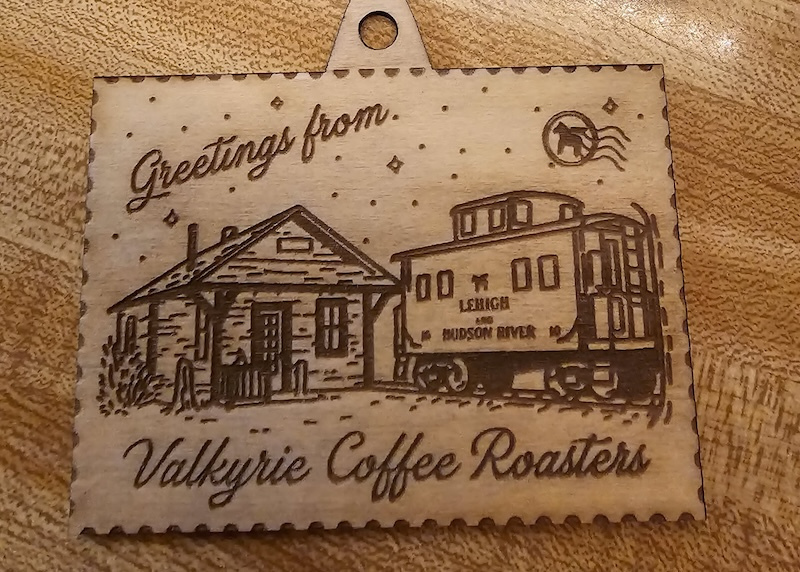 Greetings from
LEHIGH
AND
HUDSON RIVER
Valkyrie Coffee Roasters